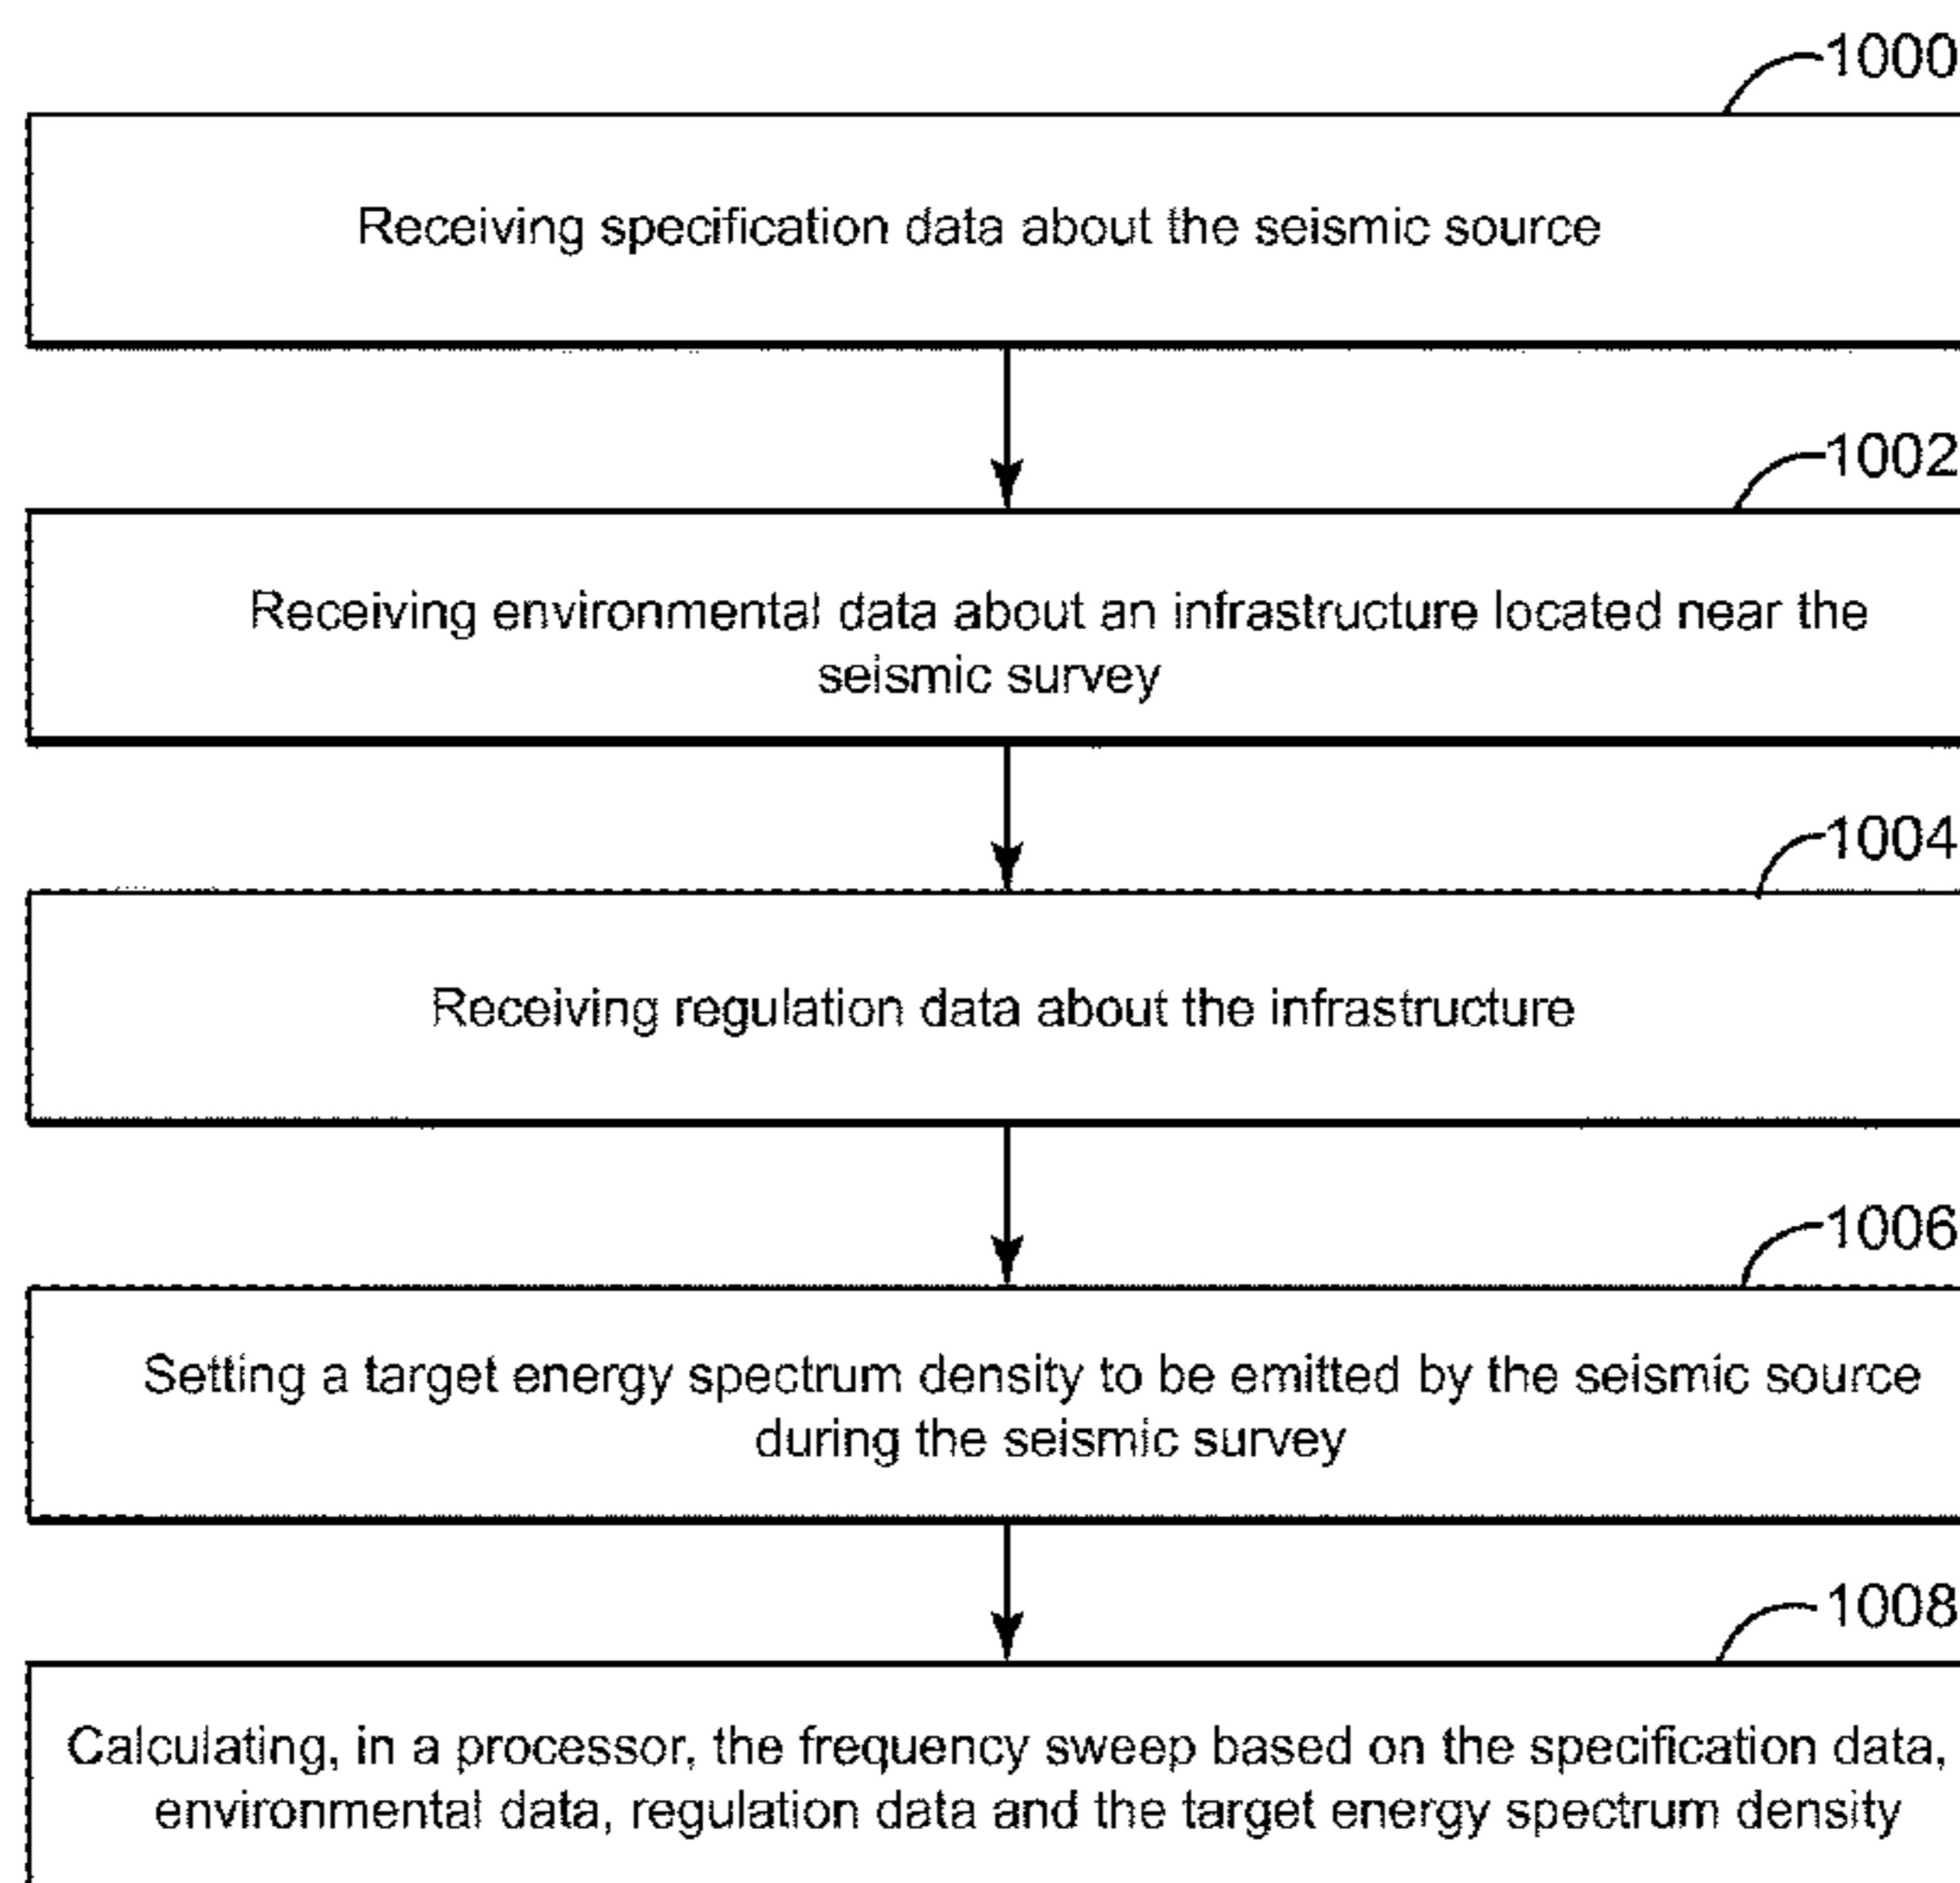 1000
Receiving specification data about the seismic source
1002
Receiving environmental data about an infrastructure located near the
seismic survey
1004
Receiving regulation data about the infrastructure
1006
Setting a target energy spectrum density to be emitted by the seismic source
during the seismic survey
1008
Calculating, in a processor, the frequency sweep based on the specification data,
environmental data, regulation data and the target energy spectrum density